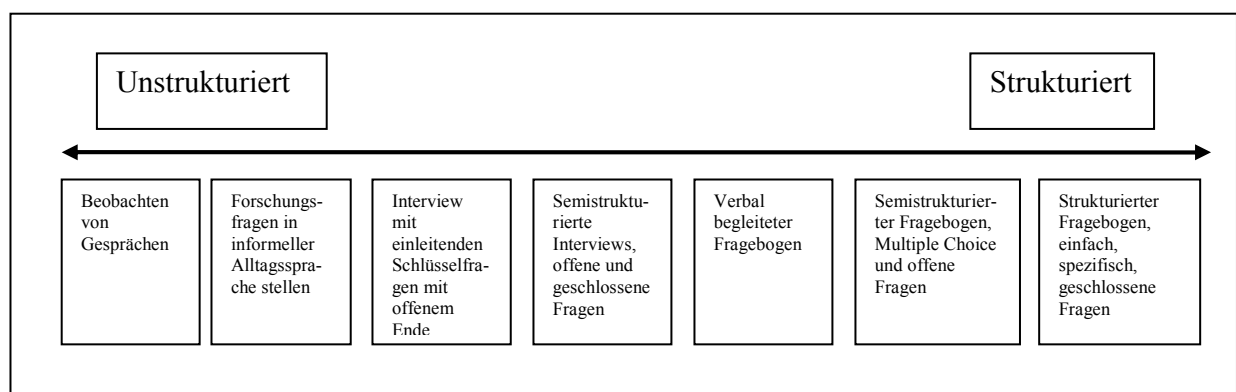 Unstrukturiert
Strukturiert
Beobachten
von
Gesprächen
Forschungs-
fragen in
informeller
Alltagsspra-
che stellen
Interview
mit
einleitenden
Schlüsselfra-
gen mit
offenem
Ende
Semistruktu-
rierte
Interviews,
offene und
geschlossene
Fragen
Verbal
begleiteter
Fragebogen
Semistrukturier-
ter Fragebogen,
Multiple Choice
und offene
Fragen
Strukturierter
Fragebogen,
einfach,
spezifisch,
geschlossene
Fragen